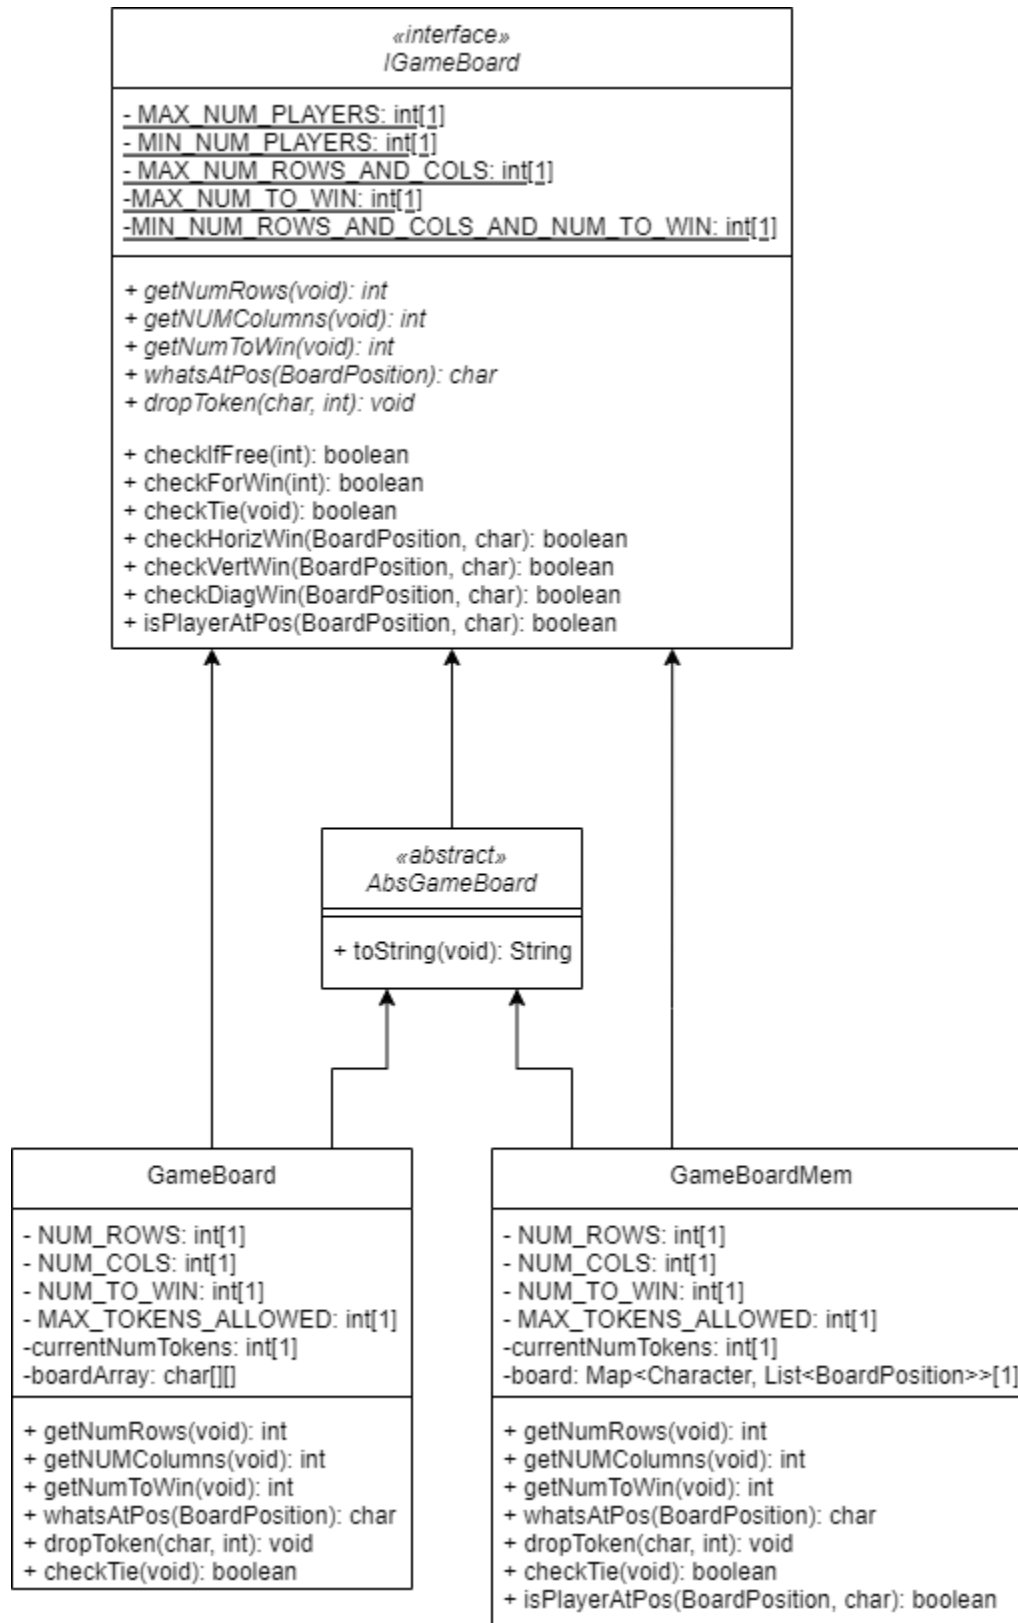 «interface»
IGameBoard
- MAX_NUM_PLAYERS: int[1]
- MIN_NUM_PLAYERS: int[1]
- MAX_NUM_ROWS_AND_COLS: int[1]
-MAX_NUM_TO_WIN: int[1]
-MIN_NUM_ROWS_AND_COLS_AND_NUM_TO_WIN: int[1]
+ getNumRows(void): int
+ getNUMColumns(void): int
+ getNumToWin(void): int
+ whatsAtPos(BoardPosition): char
+ dropToken(char, int): void
+ checkIfFree(int): boolean
+ checkForWin(int): boolean
+ checkTie(void): boolean
+ checkHorizWin(BoardPosition, char): boolean
+ checkVertWin(BoardPosition, char): boolean
+ checkDiagWin(BoardPosition, char): boolean
+ isPlayerAtPos(BoardPosition, char): boolean
«abstract»
AbsGameBoard
+ toString(void): String
GameBoard
- NUM_ROWS: int[1]
- NUM_COLS: int[1]
- NUM_TO_WIN: int[1]
- MAX_TOKENS_ALLOWED: int[1]
-currentNumTokens: int[1]
-boardArray: char[][]
+ getNumRows(void): int
+ getNUMColumns(void): int
+ getNumToWin(void): int
+ whatsAtPos(BoardPosition): char
+ dropToken(char, int): void
+ checkTie(void): boolean
GameBoardMem
- NUM_ROWS: int[1]
- NUM_COLS: int[1]
- NUM_TO_WIN: int[1]
- MAX_TOKENS_ALLOWED: int[1]
-currentNumTokens: int[1]
-board: Map<Character, List<BoardPosition>>[1]
+ getNumRows(void): int
+ getNUMColumns(void): int
+ getNumToWin(void): int
+ whatsAtPos(BoardPosition): char
+ dropToken(char, int): void
+ checkTie(void): boolean
+ isPlayerAtPos(BoardPosition, char): boolean